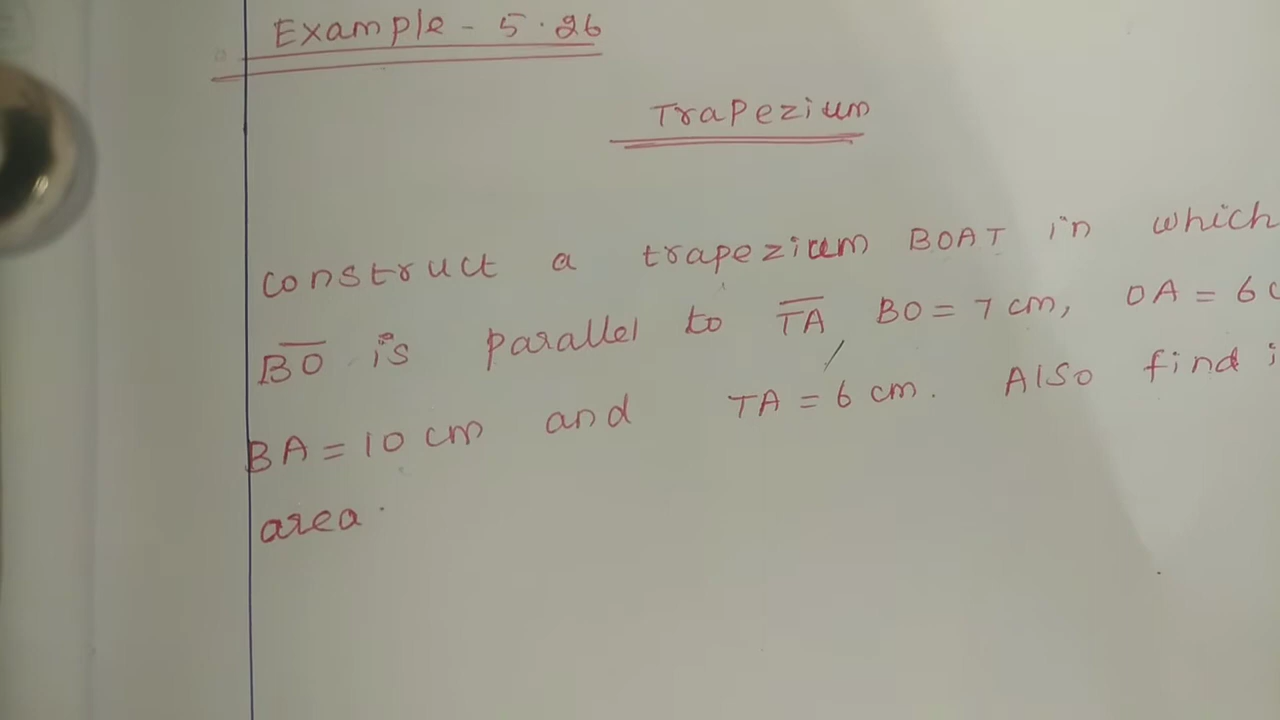 Example - 5.26
Trapezium
construct a trapezium BOAT in which
BO is parallel to TA BO = 7 cm, OA = 6 c
BA = 10 cm and TA = 6 cm. Also find i
area.